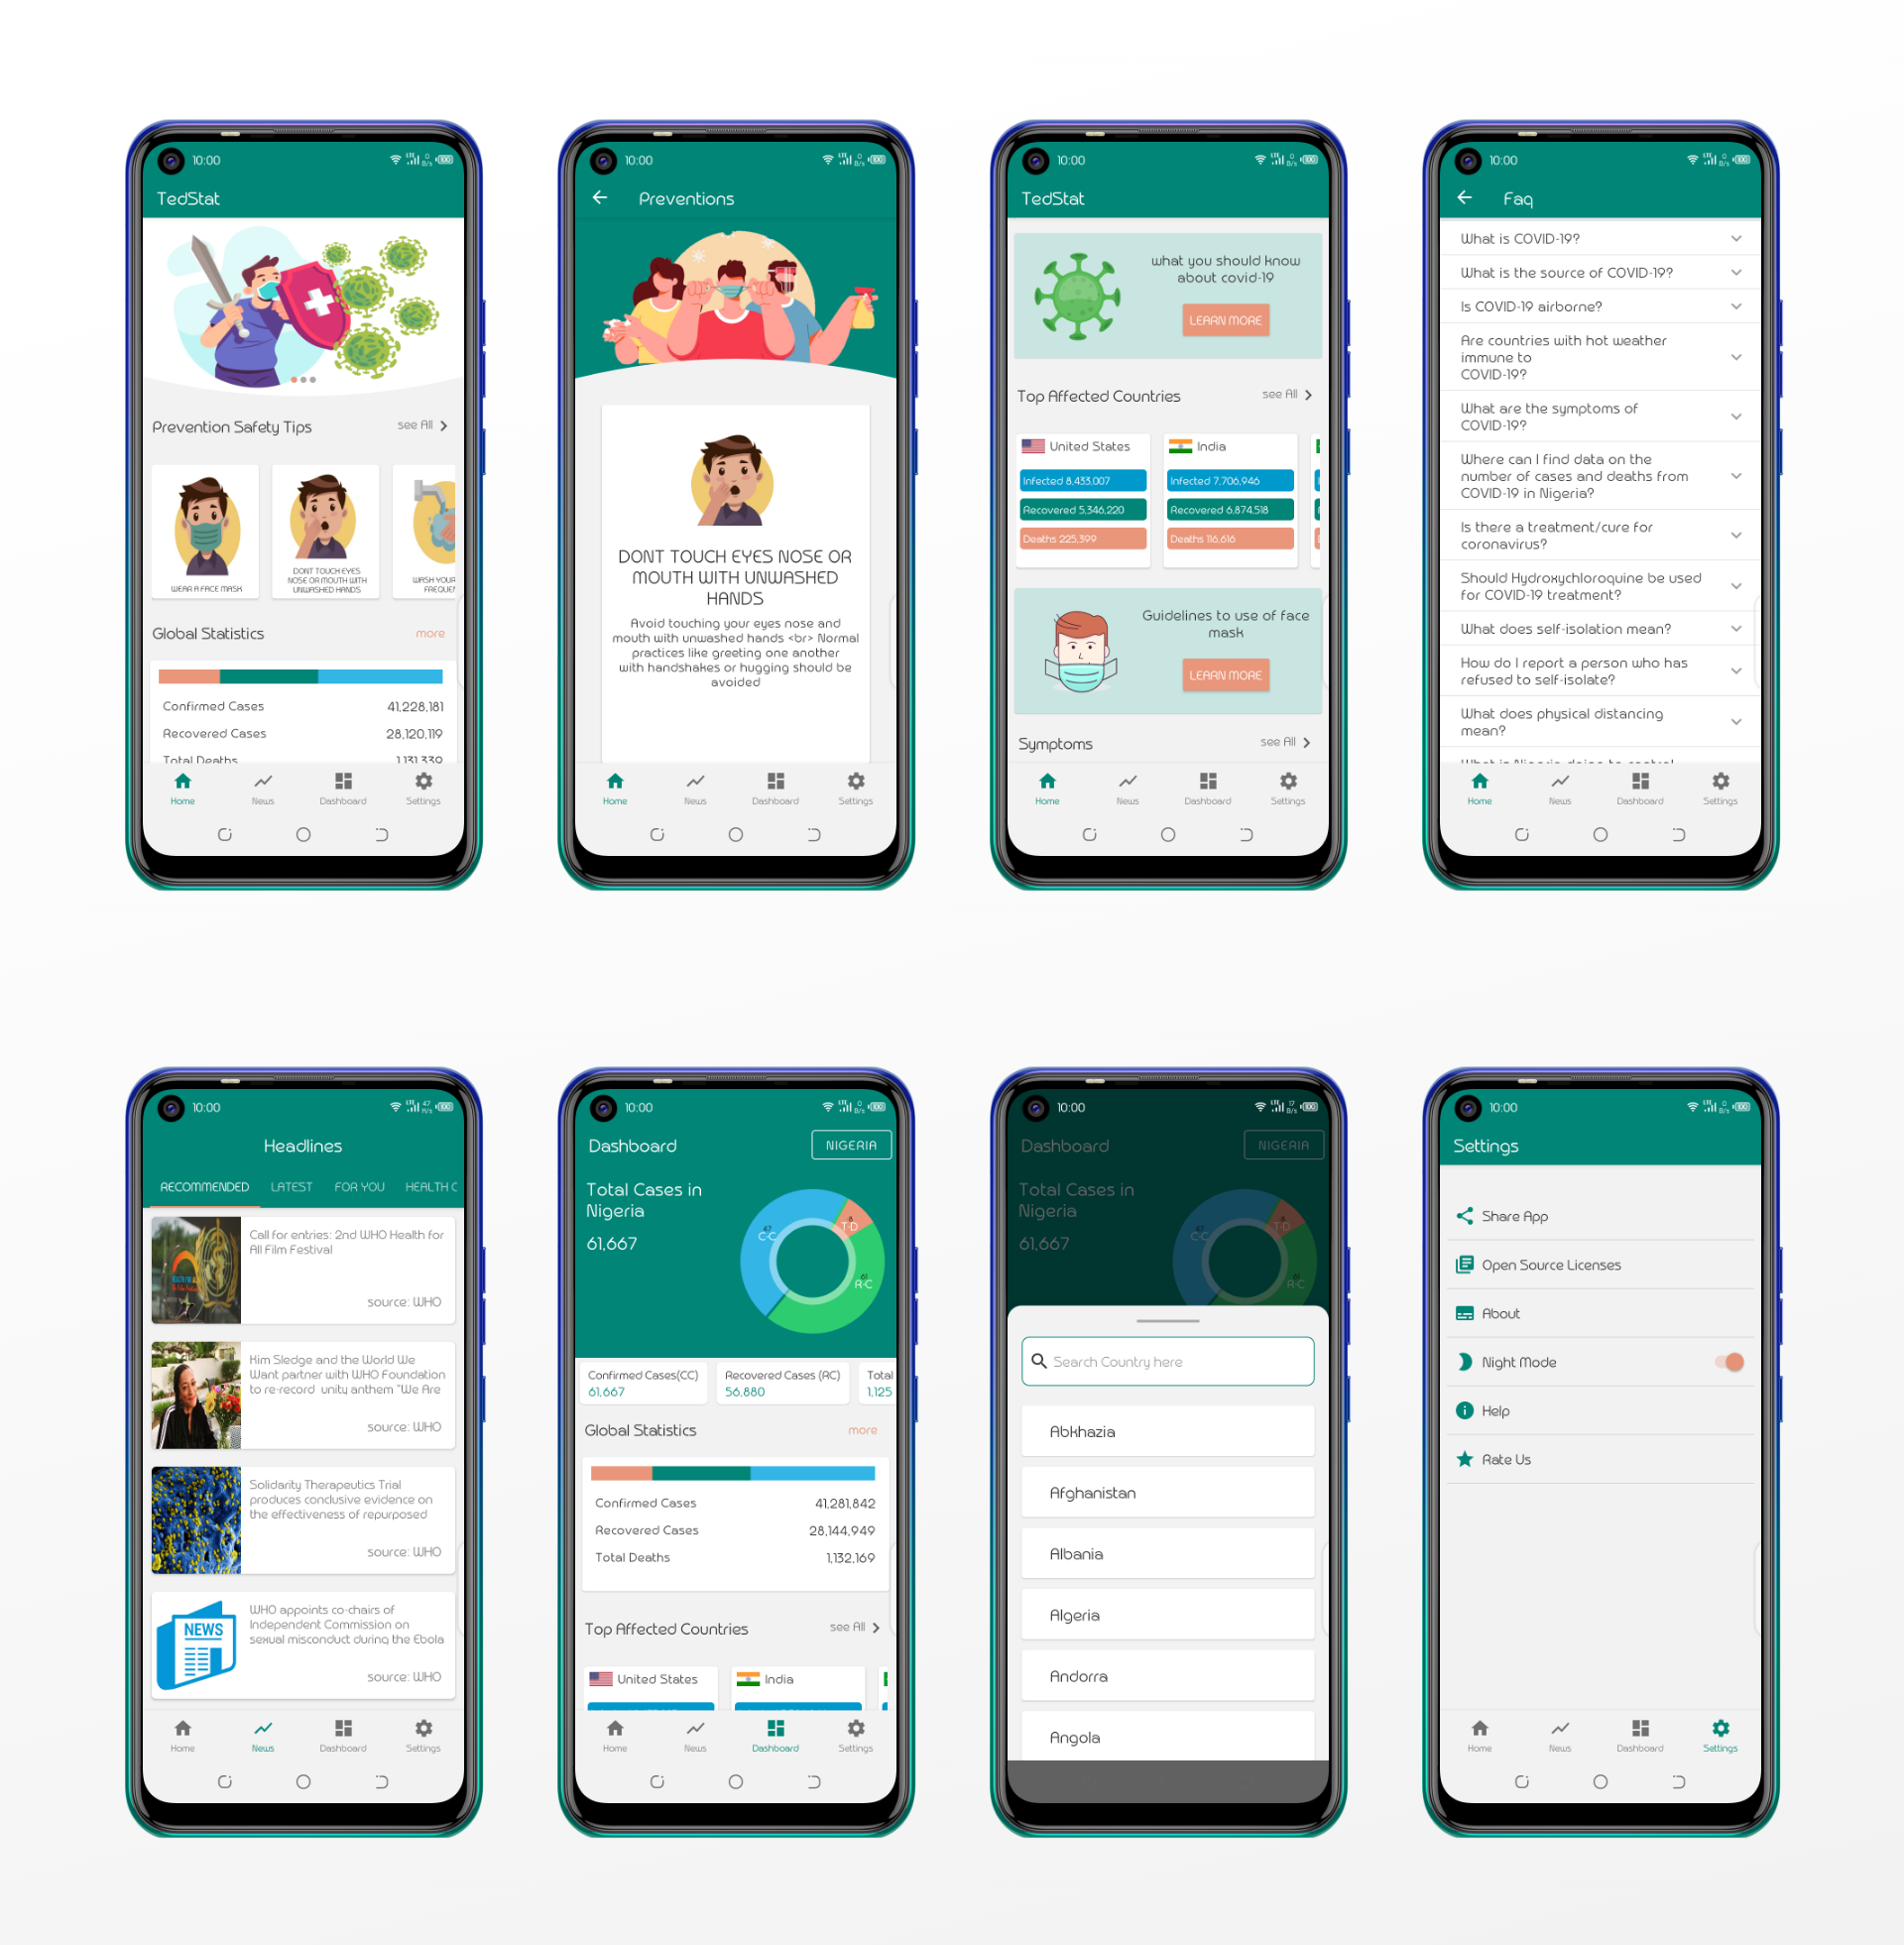 10:00
TedStat
Prevention Safety Tips
see All
WEAR A FACE MASK
DONT TOUCH EYES
NOSE OR MOUTH WITH
UNWASHED HANDS
WASH YOUR
Global Statistics
more
Confirmed Cases 41,228,181
Recovered Cases 28,120,119
Total Deaths 1,131,339
Home
News
Dashboard
Settings
10:00
Preventions
DONT TOUCH EYES NOSE OR
MOUTH WITH UNWASHED
HANDS
Avoid touching your eyes nose and
mouth with unwashed hands <br> Normal
practices like greeting one another
with handshakes or hugging should be
avoided
Home
News
Dashboard
Settings
10:00
TedStat
what you should know
about covid-19
LEARN MORE
Top Affected Countries
see All
United States
Infected 8,433,007
Recovered 5,346,220
Deaths 225,399
India
Infected 7,706,946
Recovered 6,874,518
Deaths 116,616
Guidelines to use of face
mask
LEARN MORE
Symptoms
see All
Home
News
Dashboard
Settings
10:00
Faq
What is COVID-19?
What is the source of COVID-19?
Is COVID-19 airborne?
Are countries with hot weather
immune to
COVID-19?
What are the symptoms of
COVID-19?
Where can I find data on the
number of cases and deaths from
COVID-19 in Nigeria?
Is there a treatment/cure for
coronavirus?
Should Hydroxychloroquine be used
for COVID-19 treatment?
What does self-isolation mean?
How do I report a person who has
refused to self-isolate?
What does physical distancing
mean?
Home
News
Dashboard
Settings
10:00
Headlines
RECOMMENDED
LATEST
FOR YOU
HEALTH
Call for entries: 2nd WHO Health for
All Film Festival
source: WHO
Kim Sledge and the World We
Want partner with WHO Foundation
to re-record unity anthem "We Are
source: WHO
Solidarity Therapeutics Trial
produces conclusive evidence on
the effectiveness of repurposed
source: WHO
NEWS
WHO appoints co-chairs of
Independent Commission on
sexual misconduct during the Ebola
source: WHO
Home
News
Dashboard
Settings
10:00
Dashboard
NIGERIA
Total Cases in
Nigeria
61,667
47
C-C
8
T-D
61
R-C
Confirmed Cases(CC)
61,667
Recovered Cases (RC)
56,880
Total
1,125
Global Statistics
more
Confirmed Cases 41,281,842
Recovered Cases 28,144,949
Total Deaths 1,132,169
Top Affected Countries
see All
United States
India
Home
News
Dashboard
Settings
10:00
Dashboard
NIGERIA
Total Cases in
Nigeria
61,667
47
C-C
8
T-D
61
R-C
Search Country here
Abkhazia
Afghanistan
Albania
Algeria
Andorra
Angola
10:00
Settings
Share App
Open Source Licenses
About
Night Mode
Help
Rate Us
Home
News
Dashboard
Settings